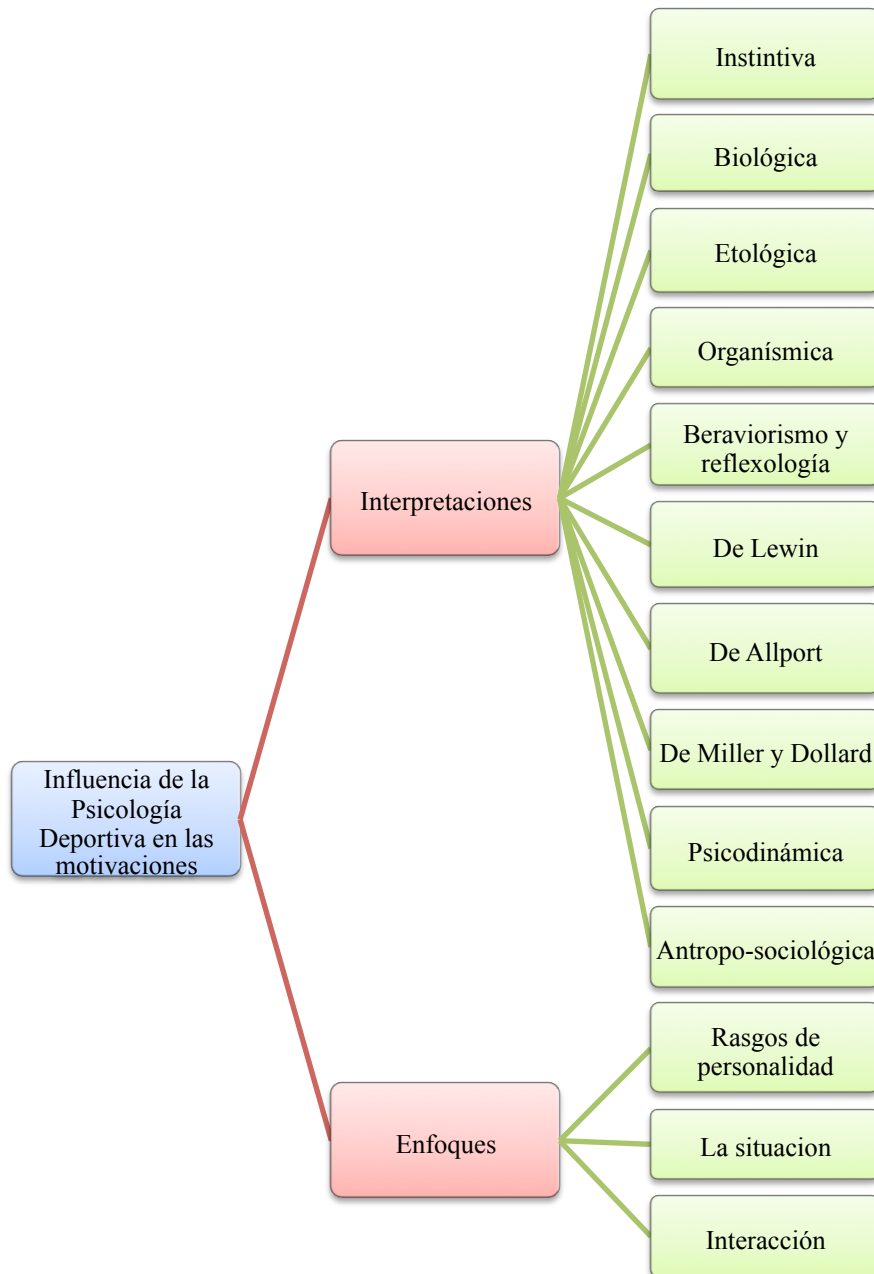 Instintiva
Biológica
Etológica
Organísmica
Beraviorismo y
reflexología
Interpretaciones
De Lewin
De Allport
De Miller y Dollard
Influencia de la
Psicología
Deportiva en las
motivaciones
Psicodinámica
Antropo-sociológica
Rasgos de
personalidad
Enfoques
La situacion
Interacción